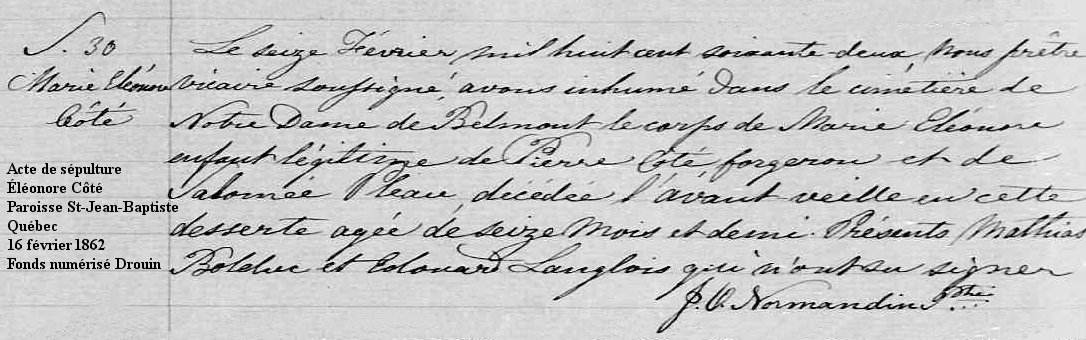 S. 30
Marie Eléonore
Côté
Le seize Février mil huit cent soixante-deux, Nous prêtre
vicaire soussigné, avons inhumé dans le cimétière de
Notre Dame de Belmont le corps de Marie Eléonore
enfant légitime de Pierre Côté forgeron et de
Salomée Pleau, décédée l'avant veille en cette
desserte agée de seize mois et demi. Présents Mathias
Bolduc et Edouard Langlois qui n'ont su signer
J. O. Normandin Ptre
Acte de sépulture
Éléonore Côté
Paroisse St-Jean-Baptiste
Québec
16 février 1862
Fonds numérisé Drouin